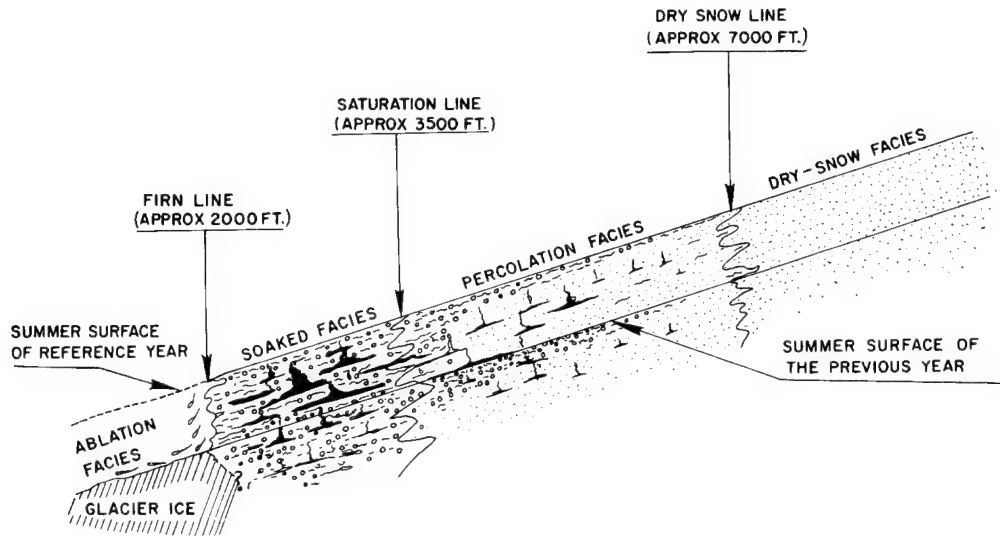 DRY SNOW LINE
(APPROX 7000 FT.)
SATURATION LINE
(APPROX 3500 FT.)
FIRN LINE
(APPROX 2000 FT.)
DRY-SNOW FACIES
PERCOLATION FACIES
SOAKED FACIES
SUMMER SURFACE
OF REFERENCE YEAR
SUMMER SURFACE OF
THE PREVIOUS YEAR
ABLATION
FACIES
GLACIER ICE